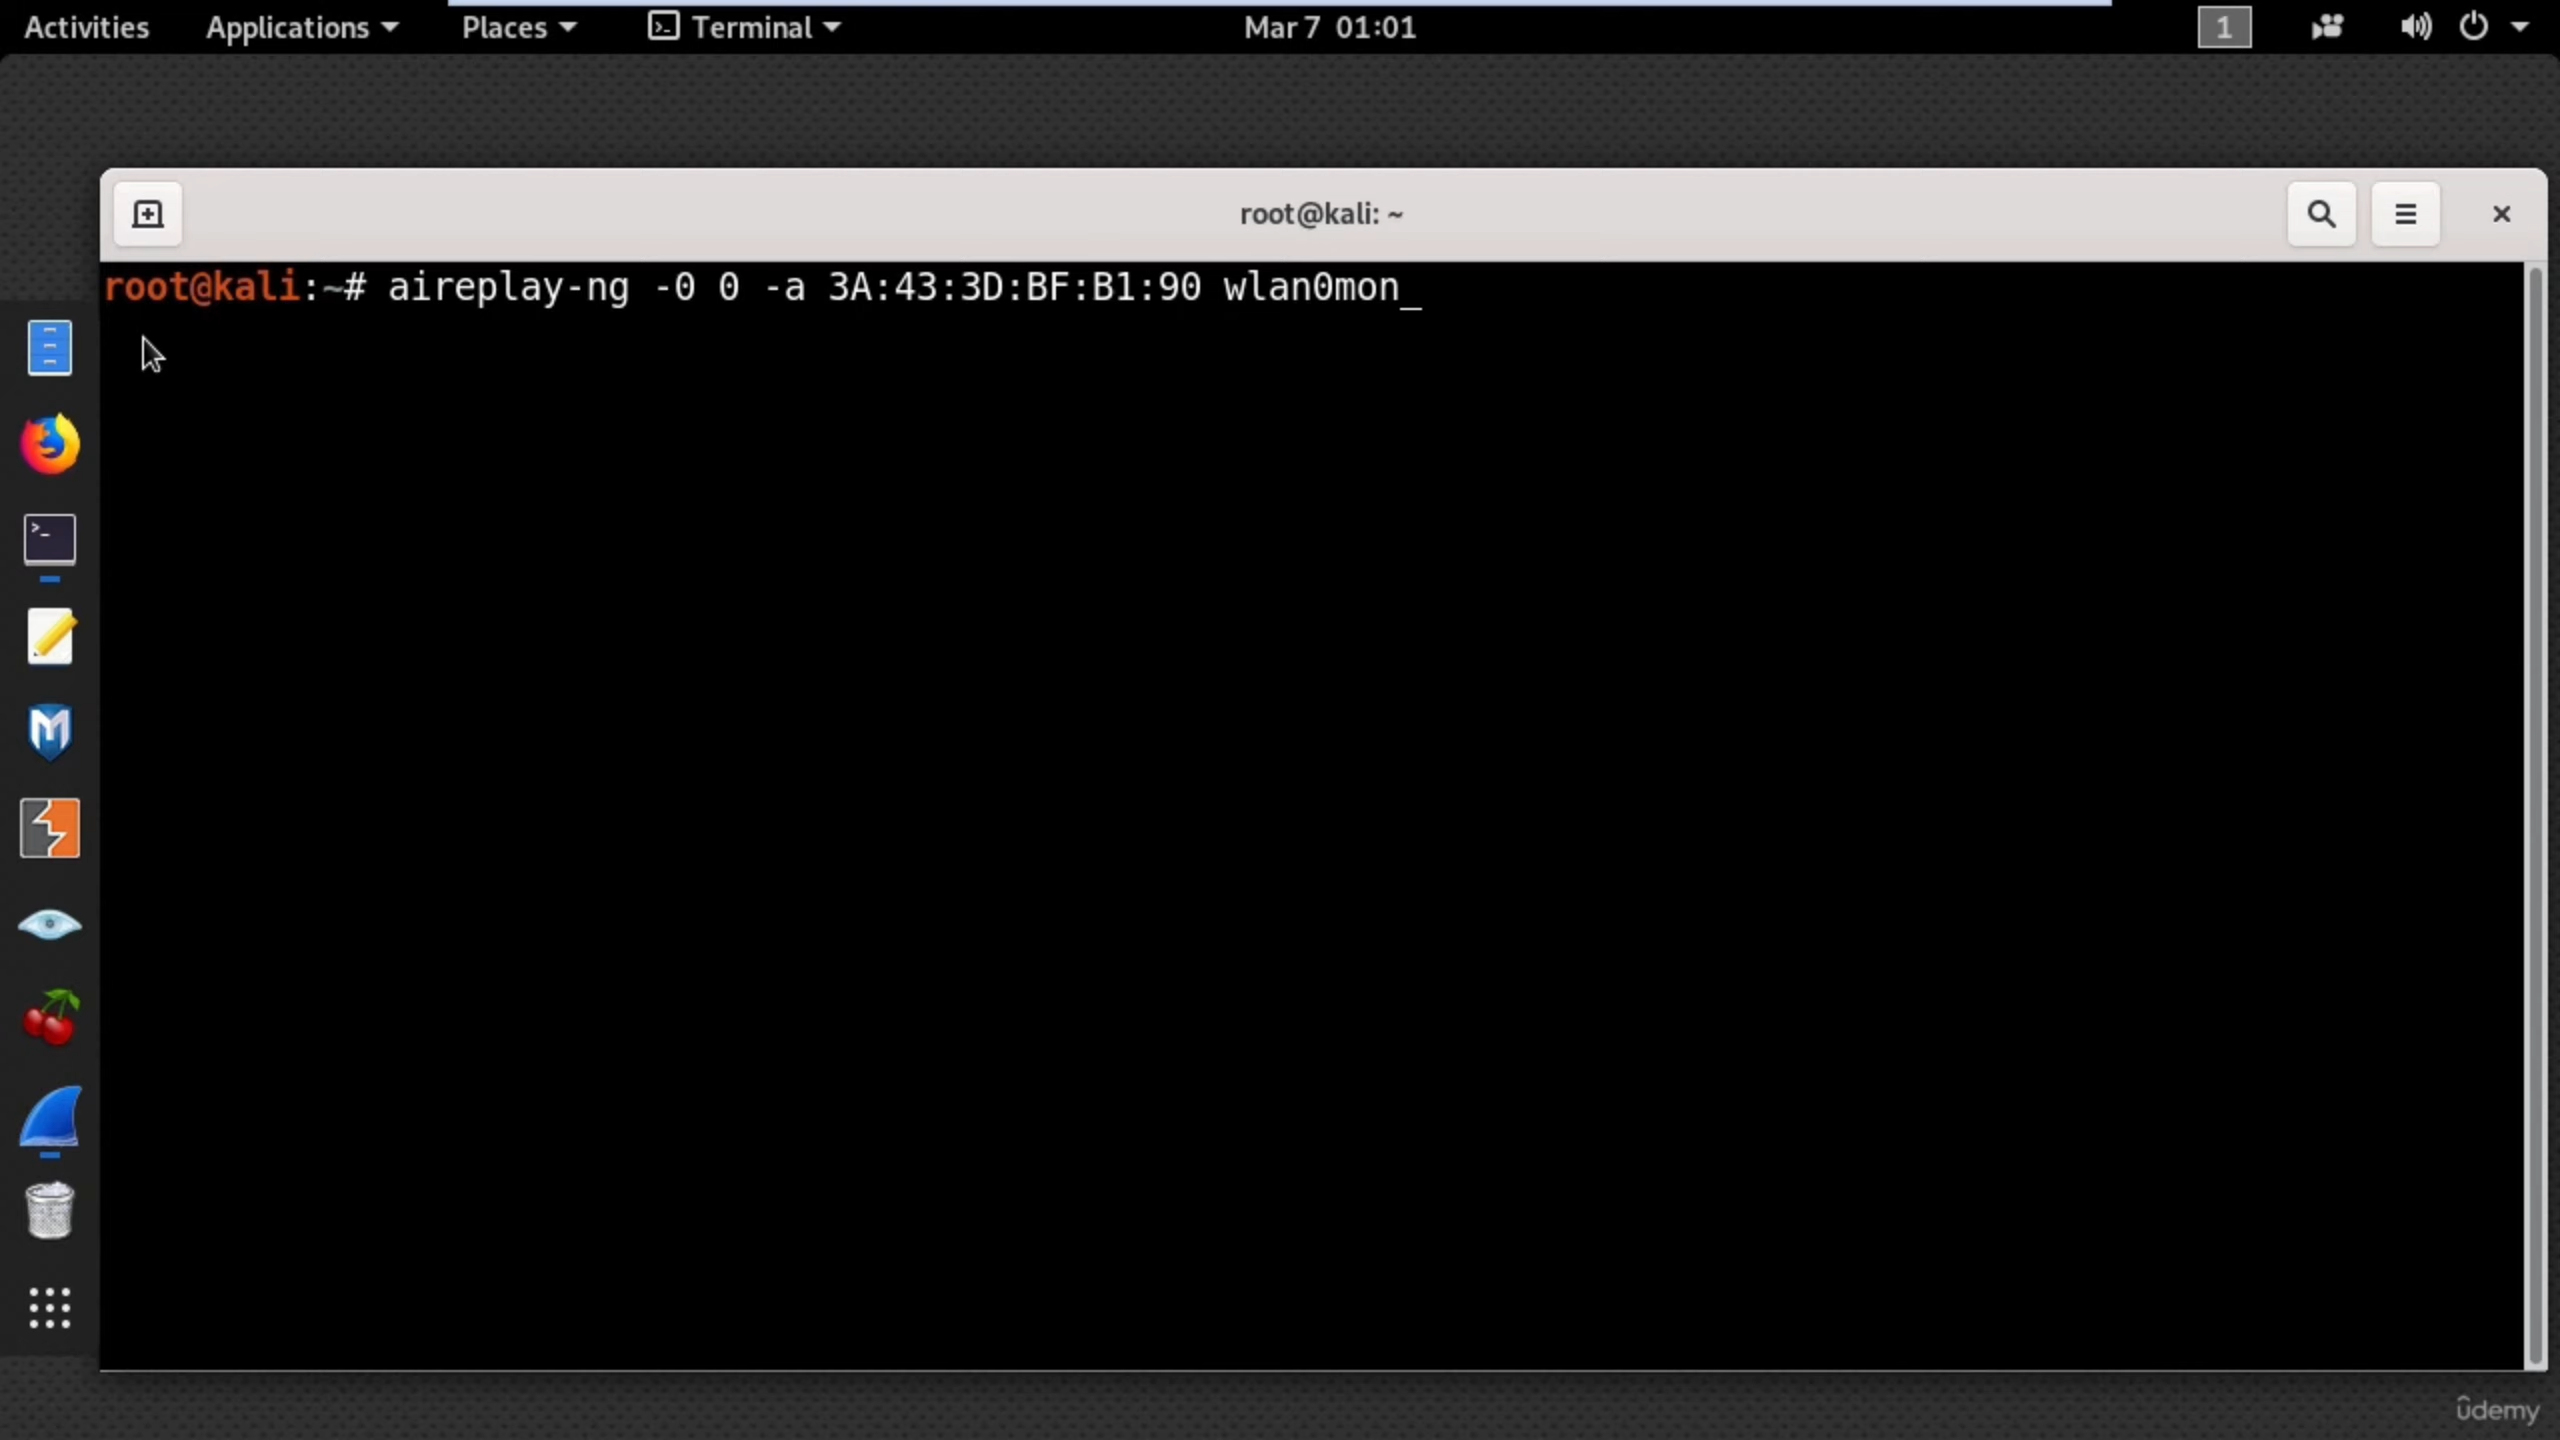 Activities Applications Places Terminal Mar 7 01:01 1
root@kali: ~
root@kali:~# aireplay-ng -0 0 -a 3A:43:3D:BF:B1:90 wlan0mon_
ûdemy